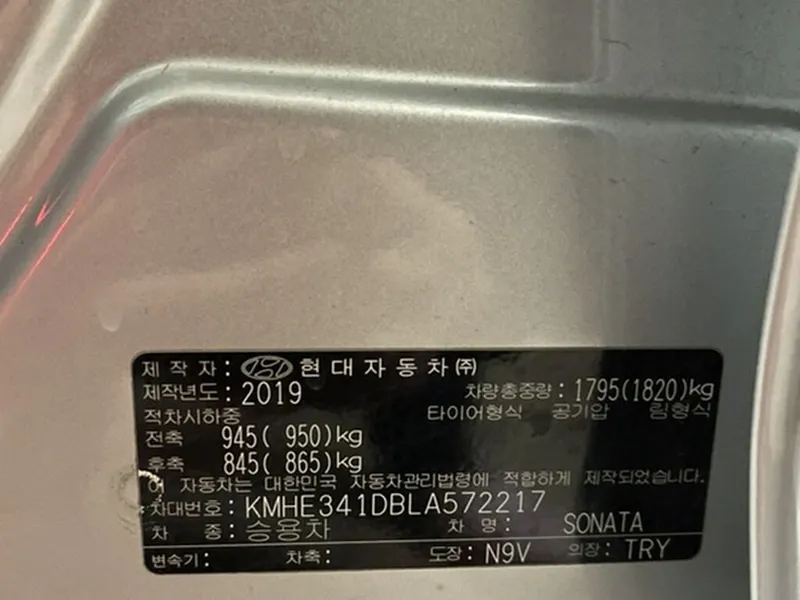 제 작 자 : 현대자동차(주)
제작년도 : 2019 차량총중량 : 1795(1820)kg
적차시하중 타이어형식 공기압 림형식
전축 945( 950)kg
후축 845( 865)kg
이 자동차는 대한민국 자동차관리법령에 적합하게 제작되었습니다.
차대번호 : KMHE341DBLA572217
차 종 : 승용차 차 명 : SONATA
변속기 : 차축 : 도장 : N9V 의장 : TRY